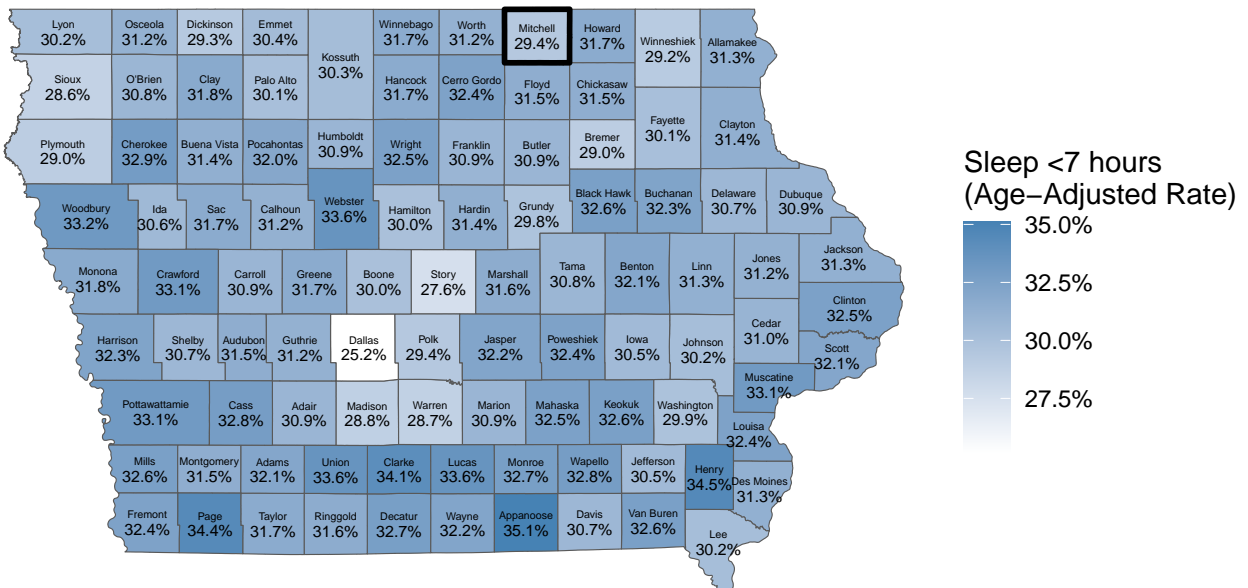 Lyon
30.2%
Osceola
31.2%
Dickinson
29.3%
Emmet
30.4%
Kossuth
30.3%
Winnebago
31.7%
Worth
31.2%
Mitchell
29.4%
Howard
31.7%
Winneshiek
29.2%
Allamakee
31.3%
Sioux
28.6%
O'Brien
30.8%
Clay
31.8%
Palo Alto
30.1%
Hancock
31.7%
Cerro Gordo
32.4%
Floyd
31.5%
Chickasaw
31.5%
Fayette
30.1%
Clayton
31.4%
Plymouth
29.0%
Cherokee
32.9%
Buena Vista
31.4%
Pocahontas
32.0%
Humboldt
30.9%
Wright
32.5%
Franklin
30.9%
Butler
30.9%
Bremer
29.0%
Woodbury
33.2%
Ida
30.6%
Sac
31.7%
Calhoun
31.2%
Webster
33.6%
Hamilton
30.0%
Hardin
31.4%
Grundy
29.8%
Black Hawk
32.6%
Buchanan
32.3%
Delaware
30.7%
Dubuque
30.9%
Monona
31.8%
Crawford
33.1%
Carroll
30.9%
Greene
31.7%
Boone
30.0%
Story
27.6%
Marshall
31.6%
Tama
30.8%
Benton
32.1%
Linn
31.3%
Jones
31.2%
Jackson
31.3%
Clinton
32.5%
Harrison
32.3%
Shelby
30.7%
Audubon
31.5%
Guthrie
31.2%
Dallas
25.2%
Polk
29.4%
Jasper
32.2%
Poweshiek
32.4%
Iowa
30.5%
Johnson
30.2%
Cedar
31.0%
Scott
32.1%
Muscatine
33.1%
Pottawattamie
33.1%
Cass
32.8%
Adair
30.9%
Madison
28.8%
Warren
28.7%
Marion
30.9%
Mahaska
32.5%
Keokuk
32.6%
Washington
29.9%
Louisa
32.4%
Mills
32.6%
Montgomery
31.5%
Adams
32.1%
Union
33.6%
Clarke
34.1%
Lucas
33.6%
Monroe
32.7%
Wapello
32.8%
Jefferson
30.5%
Henry
34.5%
Des Moines
31.3%
Fremont
32.4%
Page
34.4%
Taylor
31.7%
Ringgold
31.6%
Decatur
32.7%
Wayne
32.2%
Appanoose
35.1%
Davis
30.7%
Van Buren
32.6%
Lee
30.2%
Sleep <7 hours
(Age−Adjusted Rate)
35.0%
32.5%
30.0%
27.5%